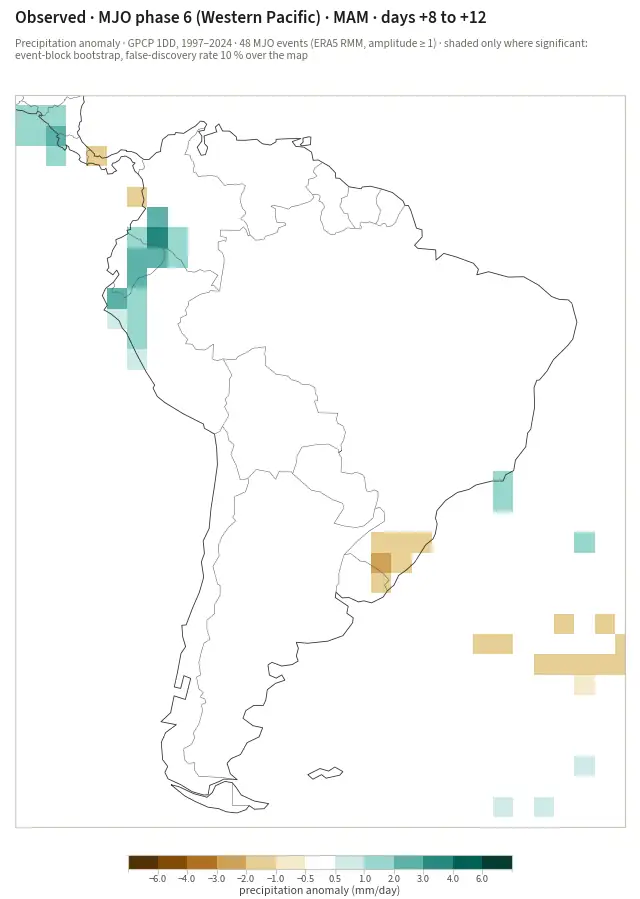 Observed · MJO phase 6 (Western Pacific) · MAM · days +8 to +12
Precipitation anomaly · GPCP 1DD, 1997–2024 · 48 MJO events (ERA5 RMM, amplitude ≥ 1) · shaded only where significant:
event-block bootstrap, false-discovery rate 10 % over the map
−6.0 −4.0 −3.0 −2.0 −1.0 −0.5 0.5 1.0 2.0 3.0 4.0 6.0
precipitation anomaly (mm/day)